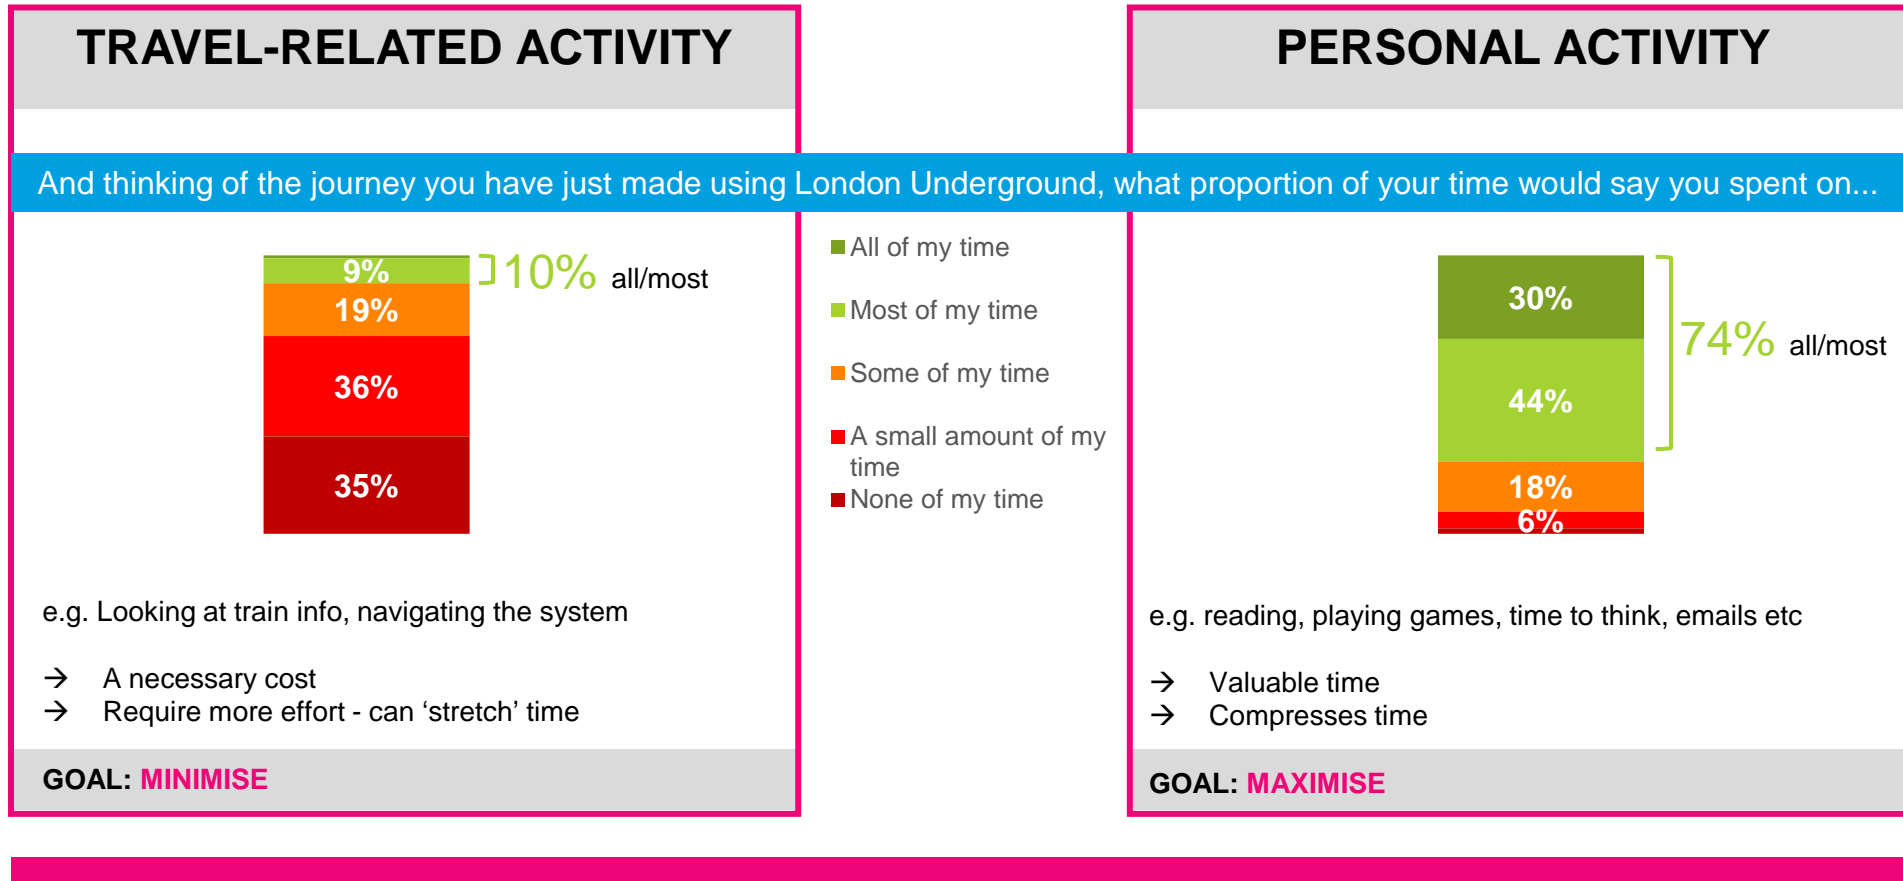 TRAVEL-RELATED ACTIVITY
PERSONAL ACTIVITY
And thinking of the journey you have just made using London Underground, what proportion of your time would say you spent on...
9%
19%
36%
35%
10% all/most
All of my time
Most of my time
Some of my time
A small amount of my
time
None of my time
30%
44%
18%
6%
74% all/most
e.g. Looking at train info, navigating the system
→ A necessary cost
→ Require more effort - can ‘stretch’ time
GOAL: MINIMISE
e.g. reading, playing games, time to think, emails etc
→ Valuable time
→ Compresses time
GOAL: MAXIMISE